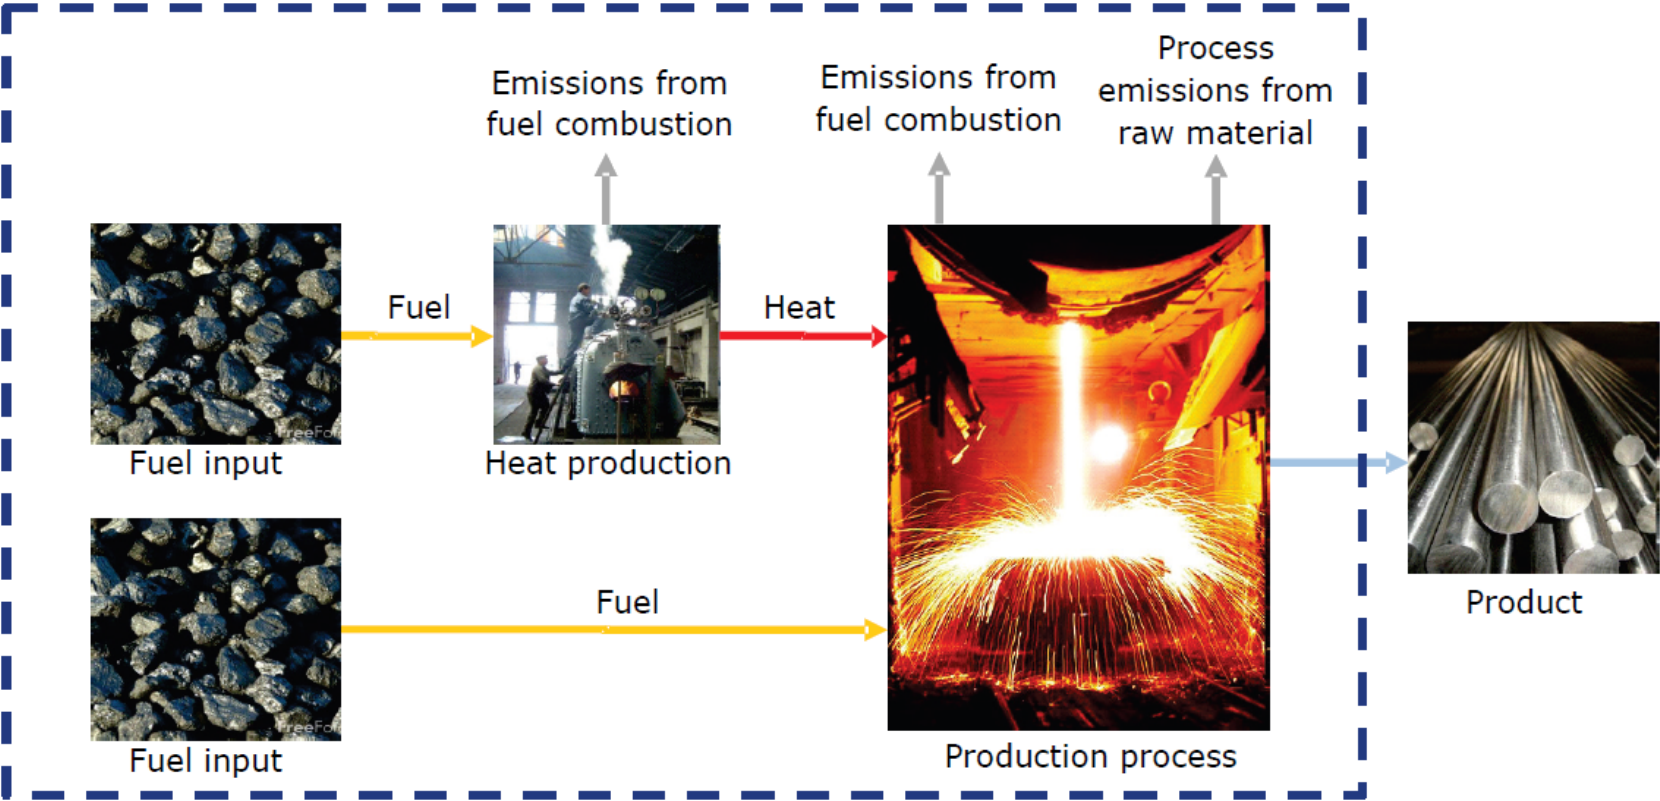 Emissions from
fuel combustion
Emissions from
fuel combustion
Process
emissions from
raw material
Fuel
Heat
Fuel input
Heat production
Fuel
Product
Fuel input
Production process